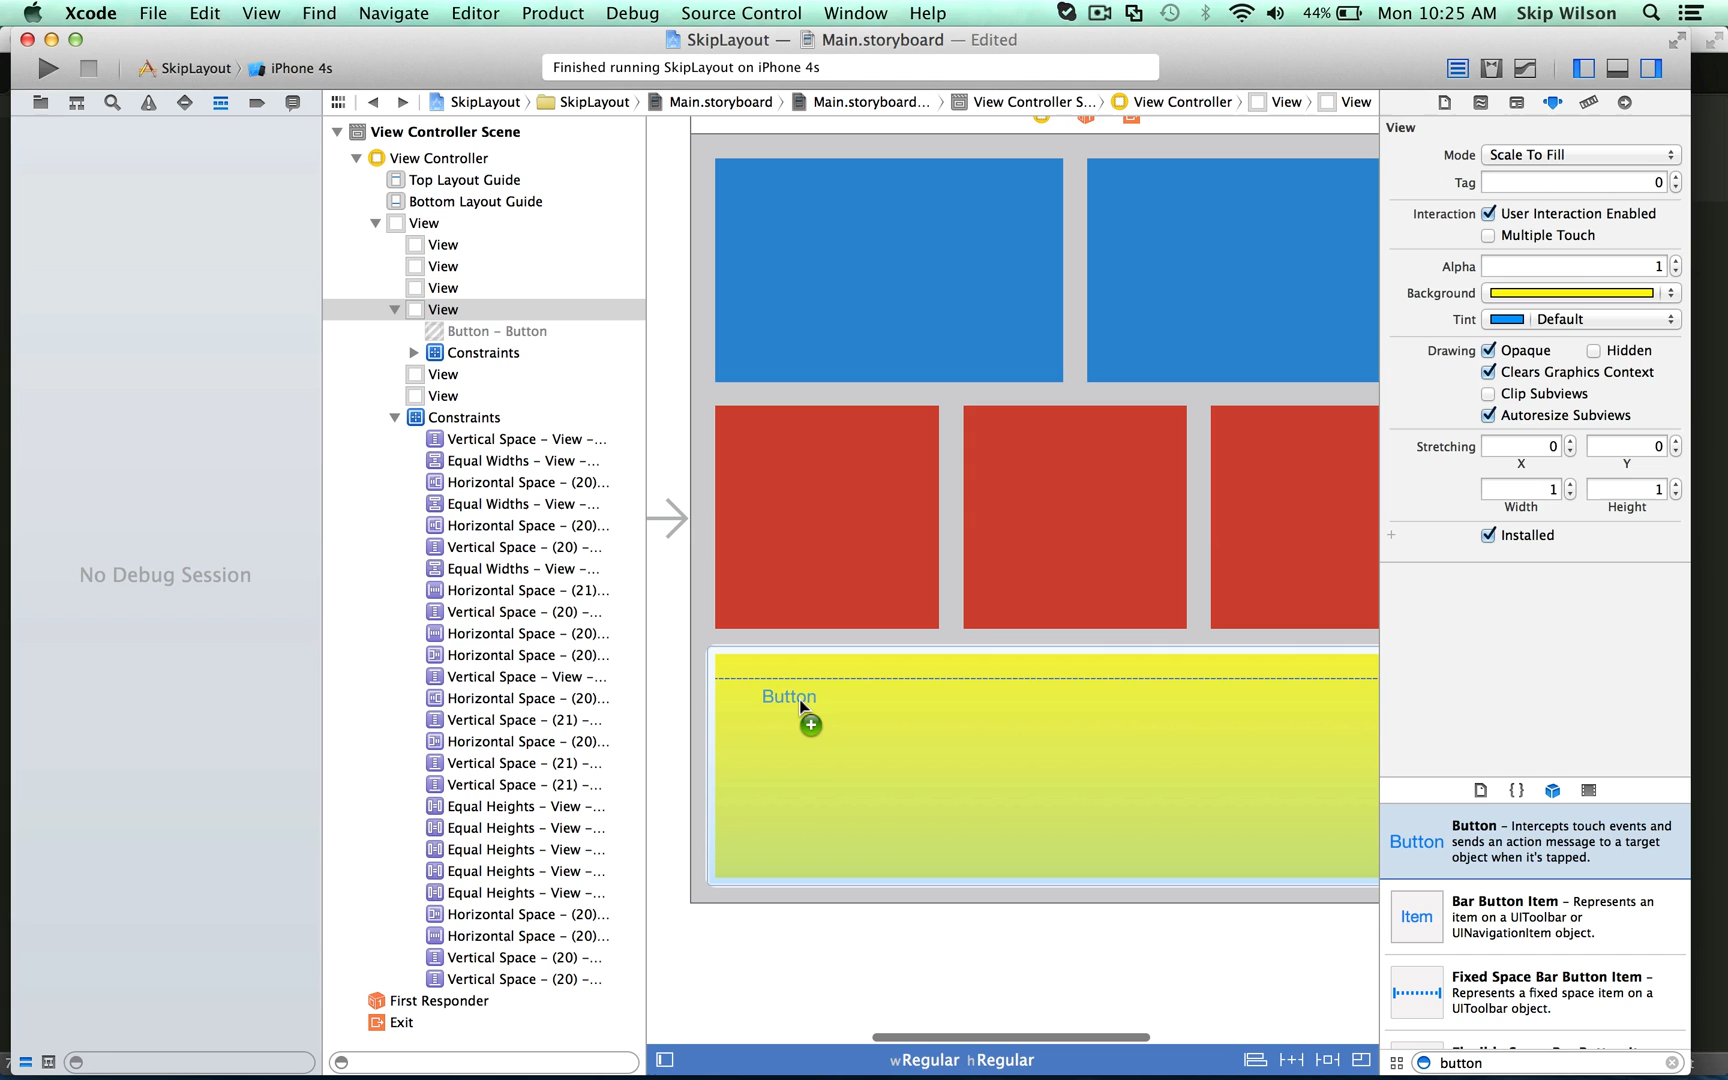 Xcode File Edit View Find Navigate Editor Product Debug Source Control Window Help 44% Mon 10:25 AM Skip Wilson
SkipLayout — Main.storyboard — Edited
SkipLayout iPhone 4s
Finished running SkipLayout on iPhone 4s
SkipLayout SkipLayout Main.storyboard Main.storyboard... View Controller S... View Controller View View
No Debug Session
View Controller Scene
View Controller
Top Layout Guide
Bottom Layout Guide
View
View
View
View
View
Button – Button
Constraints
View
View
Constraints
Vertical Space – View –...
Equal Widths – View –...
Horizontal Space – (20)...
Equal Widths – View –...
Horizontal Space – (20)...
Vertical Space – (20) –...
Equal Widths – View –...
Horizontal Space – (21)...
Vertical Space – (20) –...
Horizontal Space – (20)...
Horizontal Space – (20)...
Vertical Space – View –...
Horizontal Space – (20)...
Vertical Space – (21) –...
Horizontal Space – (20)...
Vertical Space – (21) –...
Vertical Space – (21) –...
Equal Heights – View –...
Equal Heights – View –...
Equal Heights – View –...
Equal Heights – View –...
Equal Heights – View –...
Horizontal Space – (20)...
Horizontal Space – (20)...
Vertical Space – (20) –...
Vertical Space – (20) –...
First Responder
Exit
Button
wRegular hRegular
View
Mode Scale To Fill
Tag 0
Interaction User Interaction Enabled
Multiple Touch
Alpha 1
Background
Tint Default
Drawing Opaque Hidden
Clears Graphics Context
Clip Subviews
Autoresize Subviews
Stretching 0 0
X Y
1 1
Width Height
+ Installed
{ }
Button
Button – Intercepts touch events and
sends an action message to a target
object when it's tapped.
Item
Bar Button Item – Represents an
item on a UIToolbar or
UINavigationItem object.
Fixed Space Bar Button Item –
Represents a fixed space item on a
UIToolbar object.
button